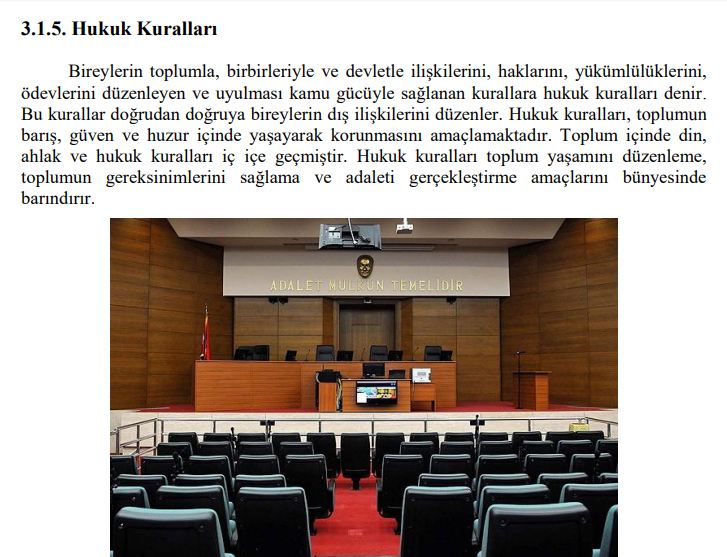 3.1.5. Hukuk Kuralları
Bireylerin toplumla, birbirleriyle ve devletle ilişkilerini, haklarını, yükümlülüklerini,
ödevlerini düzenleyen ve uyulması kamu gücüyle sağlanan kurallara hukuk kuralları denir.
Bu kurallar doğrudan doğruya bireylerin dış ilişkilerini düzenler. Hukuk kuralları, toplumun
barış, güven ve huzur içinde yaşayarak korunmasını amaçlamaktadır. Toplum içinde din,
ahlak ve hukuk kuralları iç içe geçmiştir. Hukuk kuralları toplum yaşamını düzenleme,
toplumun gereksinimlerini sağlama ve adaleti gerçekleştirme amaçlarını bünyesinde
barındırır.
ADALET MÜLKÜN TEMELİDİR